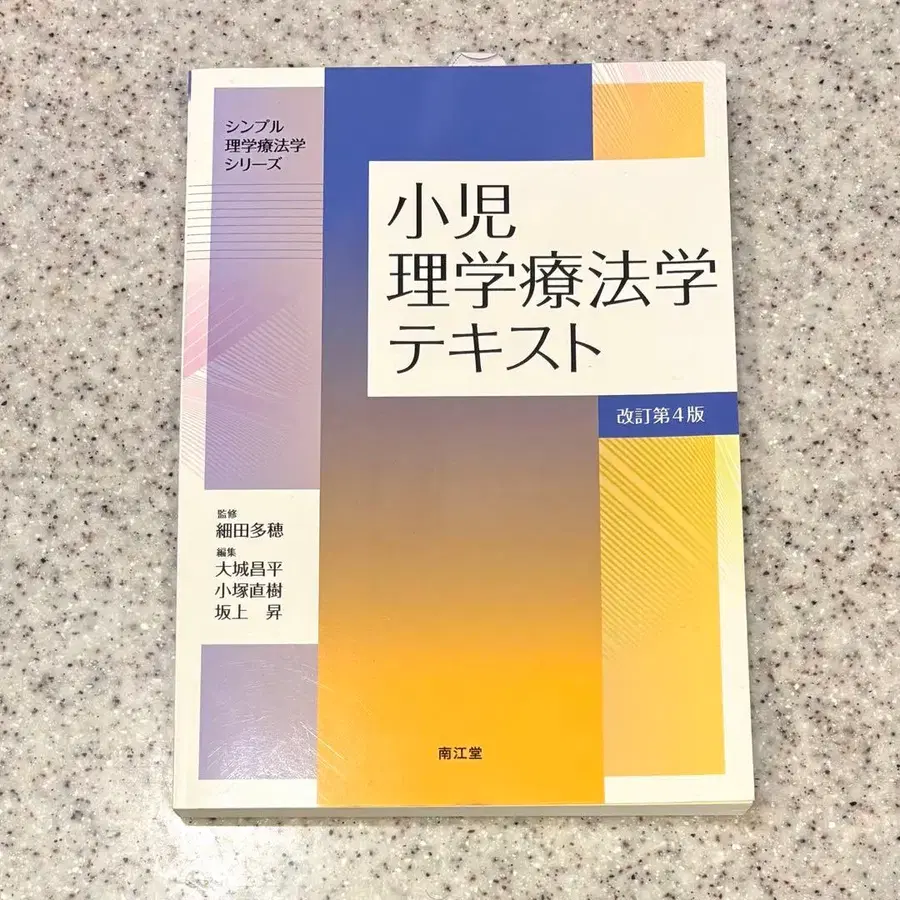 シンプル
理学療法学
シリーズ
小児
理学療法学
テキスト
改訂第4版
監修
細田多穂
編集
大城昌平
小塚直樹
坂上 昇
南江堂